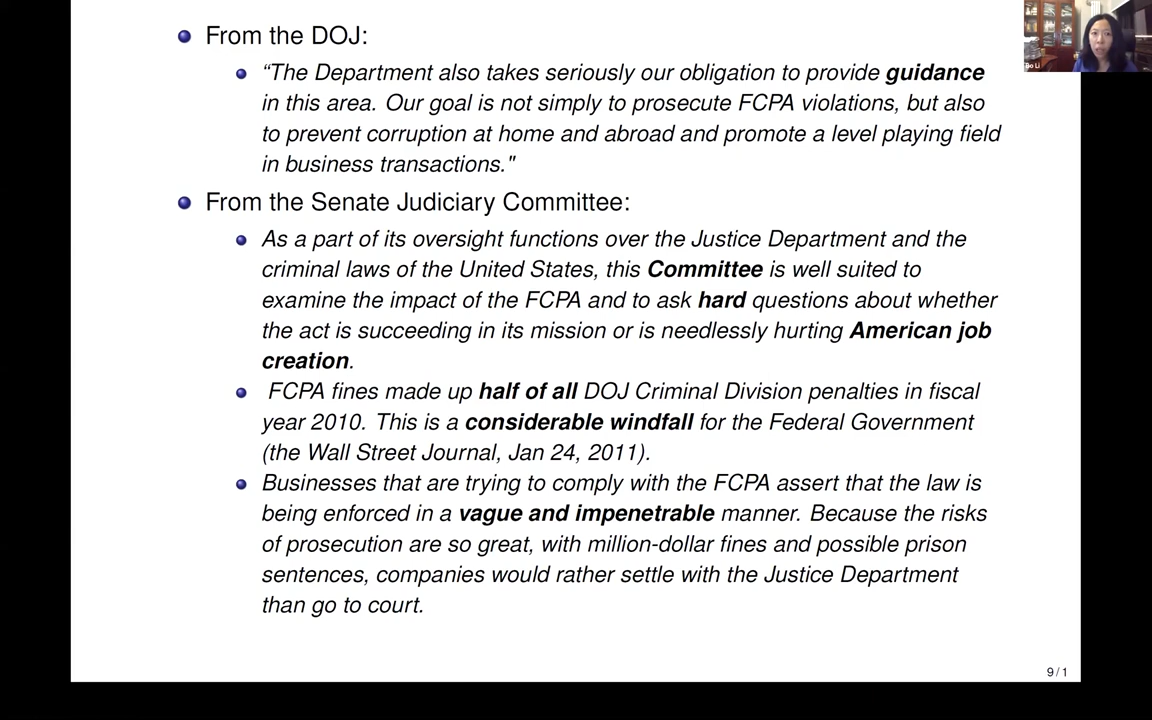 From the DOJ:
“The Department also takes seriously our obligation to provide guidance
in this area. Our goal is not simply to prosecute FCPA violations, but also
to prevent corruption at home and abroad and promote a level playing field
in business transactions."
From the Senate Judiciary Committee:
As a part of its oversight functions over the Justice Department and the
criminal laws of the United States, this Committee is well suited to
examine the impact of the FCPA and to ask hard questions about whether
the act is succeeding in its mission or is needlessly hurting American job
creation.
FCPA fines made up half of all DOJ Criminal Division penalties in fiscal
year 2010. This is a considerable windfall for the Federal Government
(the Wall Street Journal, Jan 24, 2011).
Businesses that are trying to comply with the FCPA assert that the law is
being enforced in a vague and impenetrable manner. Because the risks
of prosecution are so great, with million-dollar fines and possible prison
sentences, companies would rather settle with the Justice Department
than go to court.
9 / 1
Bo Li